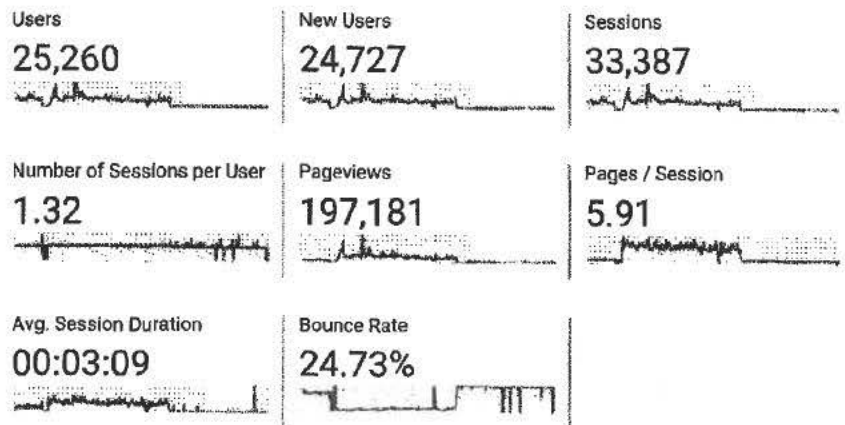 Users
25,260
New Users
24,727
Sessions
33,387
Number of Sessions per User
1.32
Pageviews
197,181
Pages / Session
5.91
Avg. Session Duration
00:03:09
Bounce Rate
24.73%